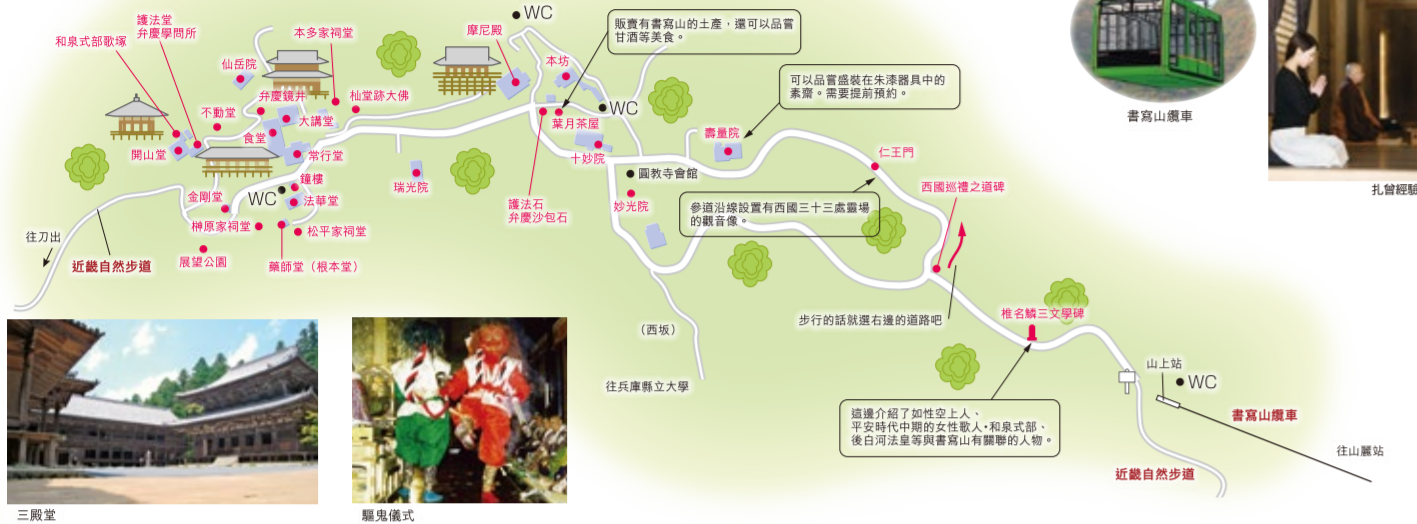 WC
護法堂
弁慶學問所
和泉式部歌塚
本多家祠堂
摩尼殿
販賣有書寫山的土產，還可以品嘗
甘酒等美食。
仙岳院
本坊
可以品嘗盛裝在朱漆器具中的
素齋。需要提前預約。
弁慶鏡井
杣堂跡大佛
WC
書寫山纜車
不動堂
大講堂
葉月茶屋
食堂
壽量院
開山堂
常行堂
十妙院
仁王門
圓教寺會館
瑞光院
鐘樓
WC
西國巡禮之道碑
扎曾經驗
金剛堂
法華堂
護法石
弁慶沙包石
妙光院
參道沿線設置有西國三十三處靈場
的觀音像。
榊原家祠堂
松平家祠堂
往刀出
展望公園
藥師堂（根本堂）
近畿自然步道
椎名鱗三文學碑
步行的話就選右邊的道路吧
（西坂）
山上站
WC
往兵庫縣立大學
這邊介紹了如性空上人、
平安時代中期的女性歌人・和泉式部、
後白河法皇等與書寫山有關聯的人物。
書寫山纜車
往山麓站
近畿自然步道
三殿堂
驅鬼儀式